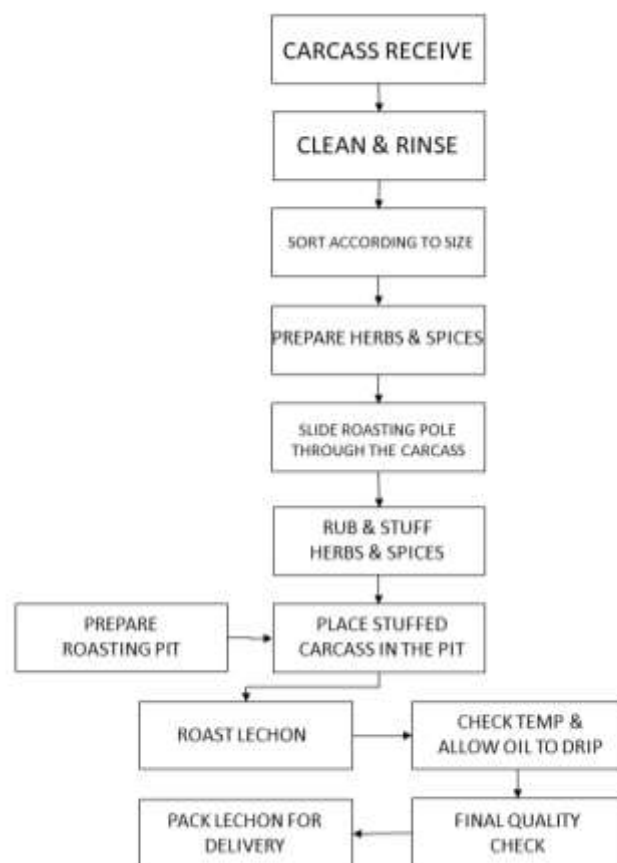 CARCASS RECEIVE
CLEAN & RINSE
SORT ACCORDING TO SIZE
PREPARE HERBS & SPICES
SLIDE ROASTING POLE
THROUGH THE CARCASS
RUB & STUFF
HERBS & SPICES
PREPARE
ROASTING PIT
PLACE STUFFED
CARCASS IN THE PIT
ROAST LECHON
CHECK TEMP &
ALLOW OIL TO DRIP
PACK LECHON FOR
DELIVERY
FINAL QUALITY
CHECK